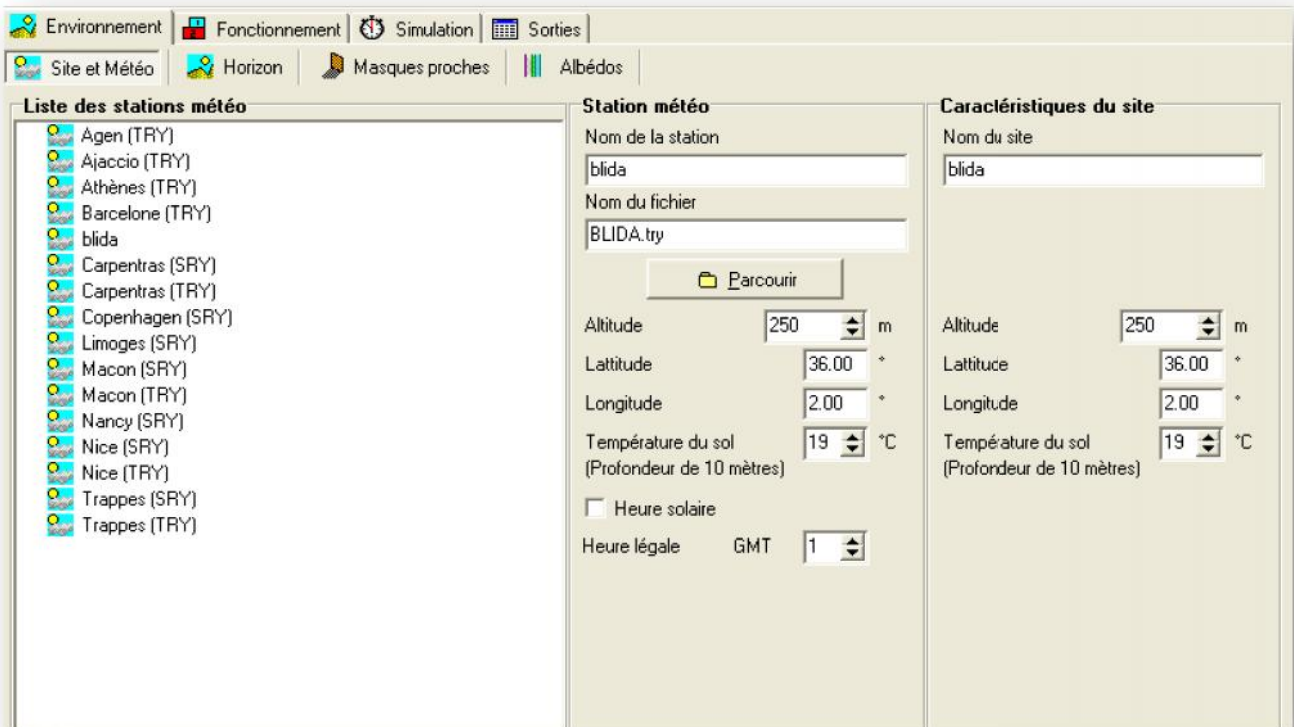 Environnement Fonctionnement Simulation Sorties
Site et Météo Horizon Masques proches Albédos
Liste des stations météo
Agen (TRY)
Ajaccio (TRY)
Athènes (TRY)
Barcelone (TRY)
blida
Carpentras (SRY)
Carpentras (TRY)
Copenhagen (SRY)
Limoges (SRY)
Macon (SRY)
Macon (TRY)
Nancy (SRY)
Nice (SRY)
Nice (TRY)
Trappes (SRY)
Trappes (TRY)
Station météo
Nom de la station
blida
Nom du fichier
BLIDA.try
Parcourir
Altitude 250 m
Lattitude 36.00 °
Longitude 2.00 °
Température du sol 19 °C
(Profondeur de 10 mètres)
Heure solaire
Heure légale GMT 1
Caractéristiques du site
Nom du site
blida
Altitude 250 m
Lattitude 36.00 °
Longitude 2.00 °
Température du sol 19 °C
(Profondeur de 10 mètres)